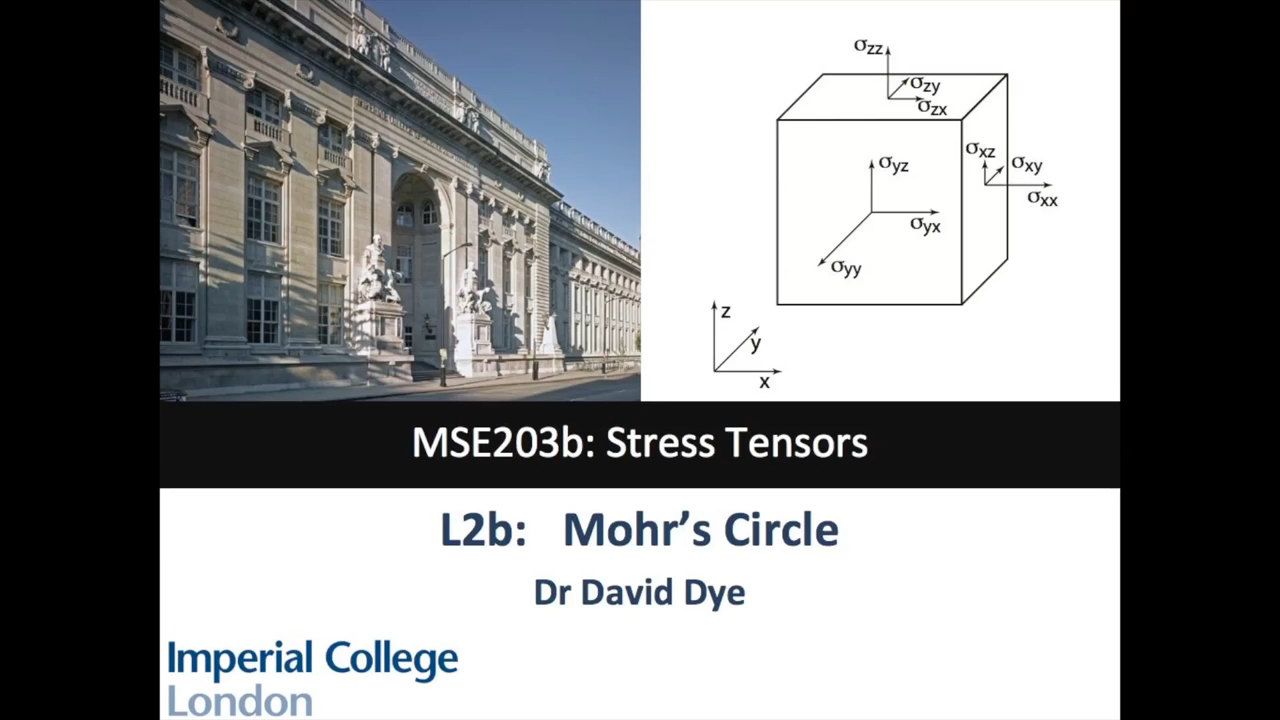 σzz
σzy
σzx
σxz
σxy
σxx
σyz
σyx
σyy
z
y
x
MSE203b: Stress Tensors
L2b: Mohr’s Circle
Dr David Dye
Imperial College
London